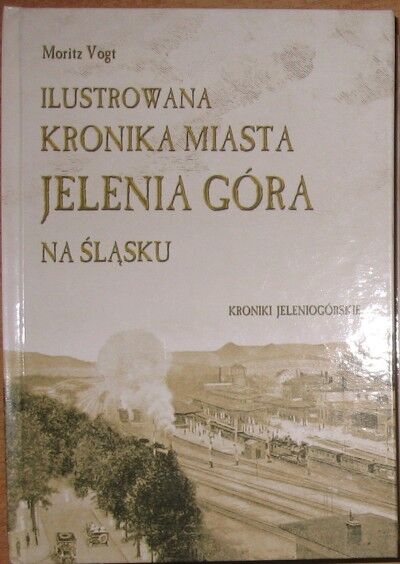 Moritz Vogt
ILUSTROWANA
KRONIKA MIASTA
JELENIA GÓRA
NA ŚLĄSKU
KRONIKI JELENIOGÓRSKIE